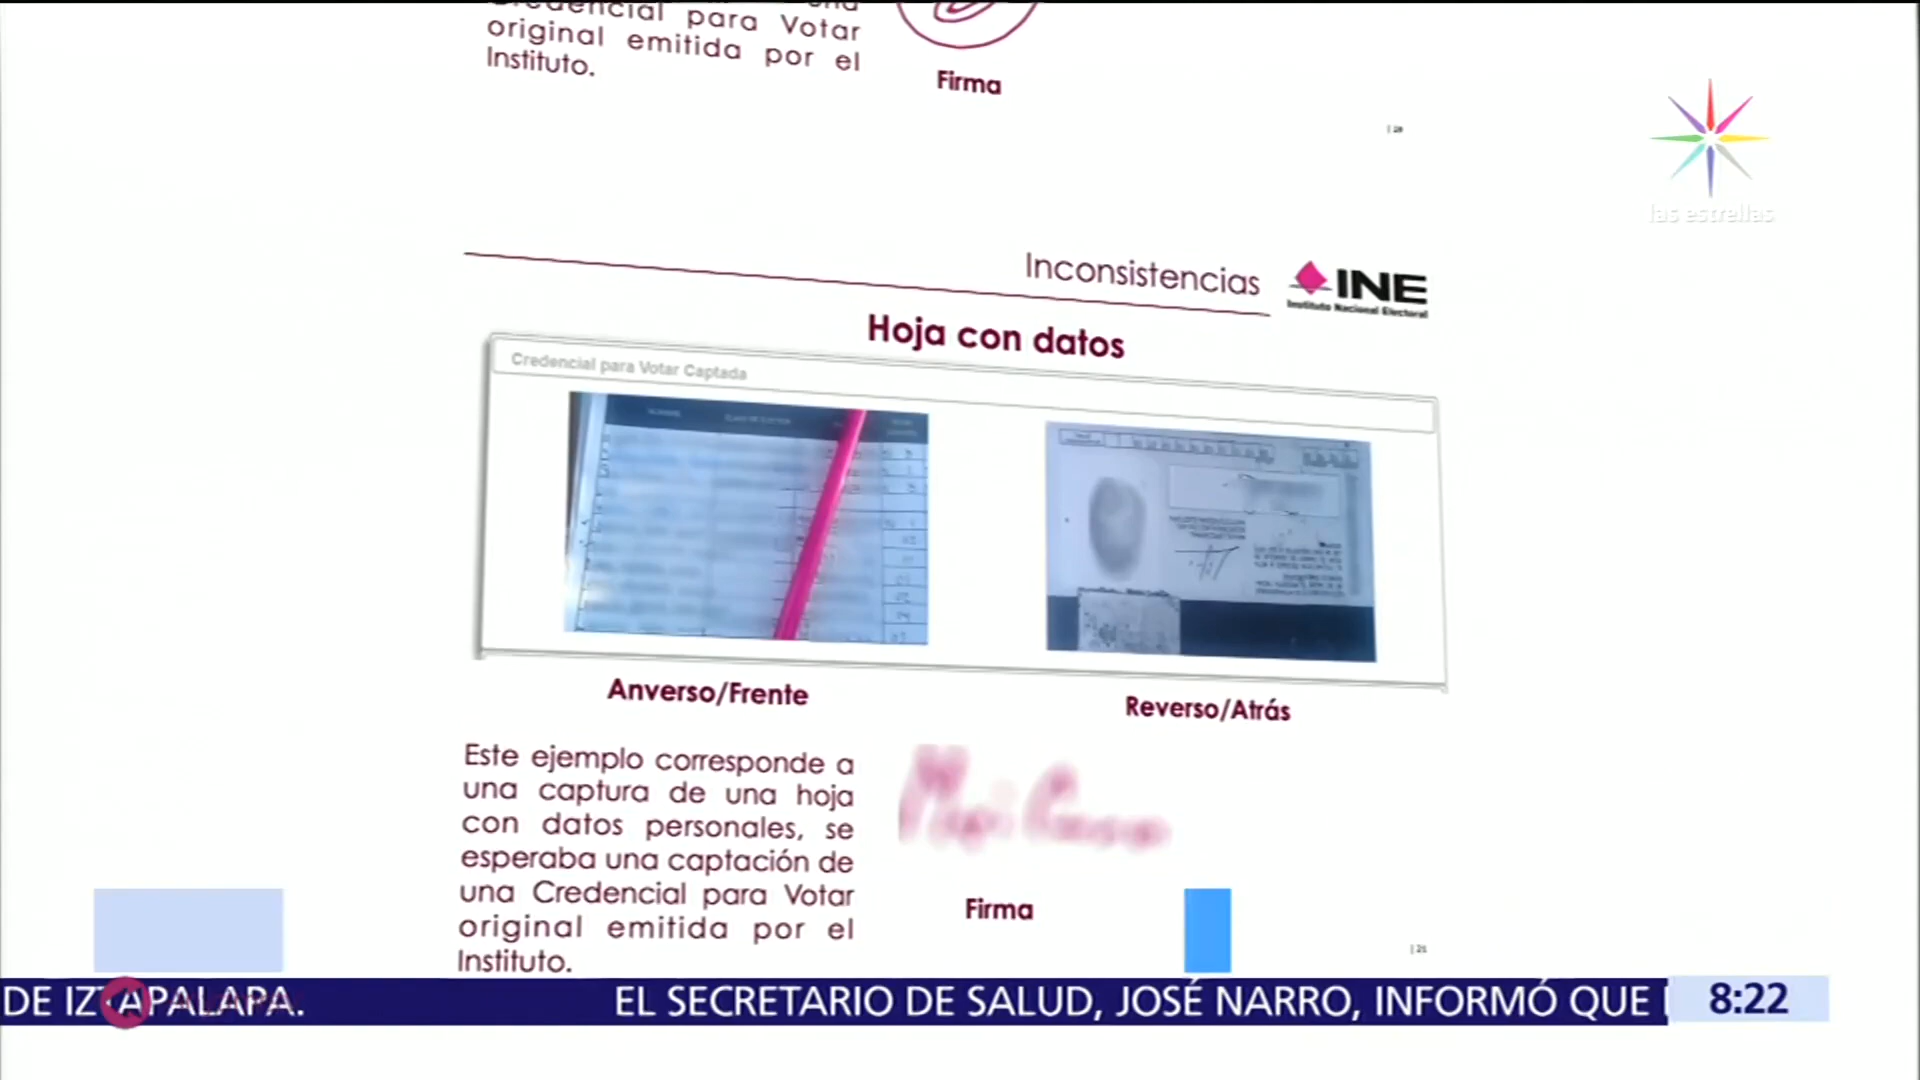 Credencial para Votar
original emitida por el
Instituto.
Firma
| 20
las estrellas
Inconsistencias
INE
Instituto Nacional Electoral
Hoja con datos
Credencial para Votar Captada
Anverso/Frente
Reverso/Atrás
Este ejemplo corresponde a
una captura de una hoja
con datos personales, se
esperaba una captación de
una Credencial para Votar
original emitida por el
Instituto.
Firma
| 21
DE IZTAPALAPA. EL SECRETARIO DE SALUD, JOSÉ NARRO, INFORMÓ QUE
8:22